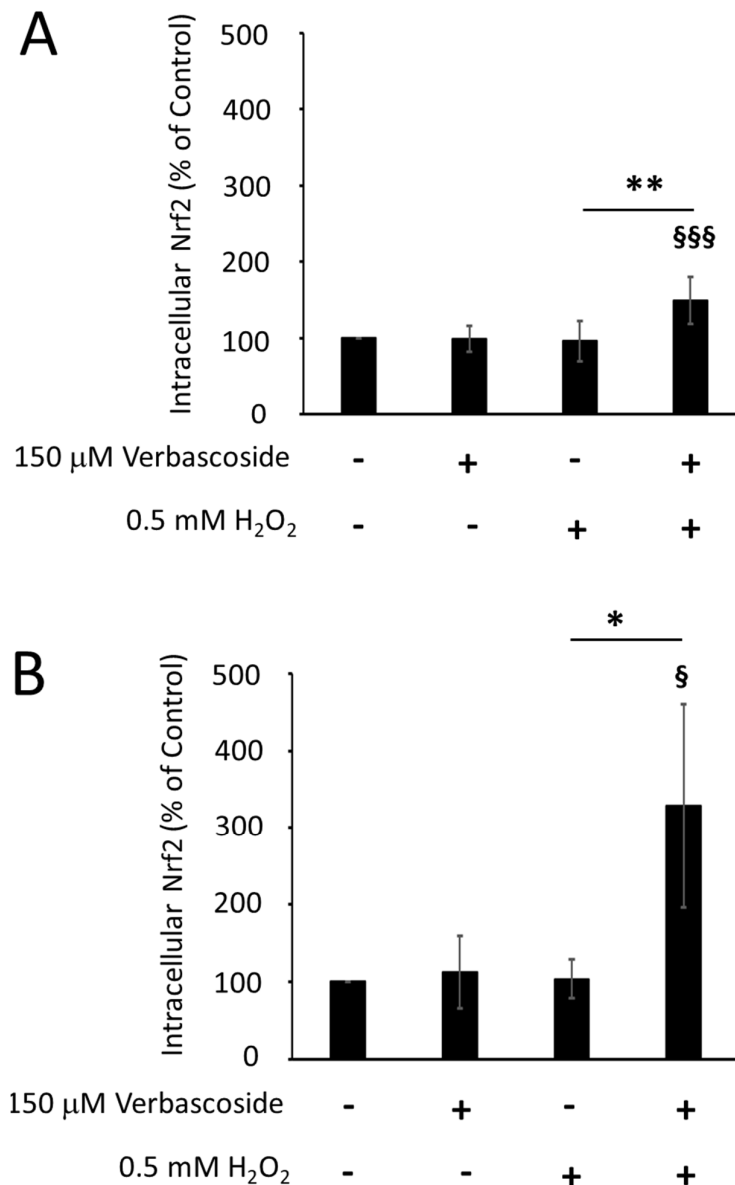 A
Intracellular Nrf2 (% of Control)
500
400
300
200
100
0
**
§§§
150 μM Verbascoside - + - +
0.5 mM H₂O₂ - - + +
B
Intracellular Nrf2 (% of Control)
500
400
300
200
100
0
*
§
150 μM Verbascoside - + - +
0.5 mM H₂O₂ - - + +